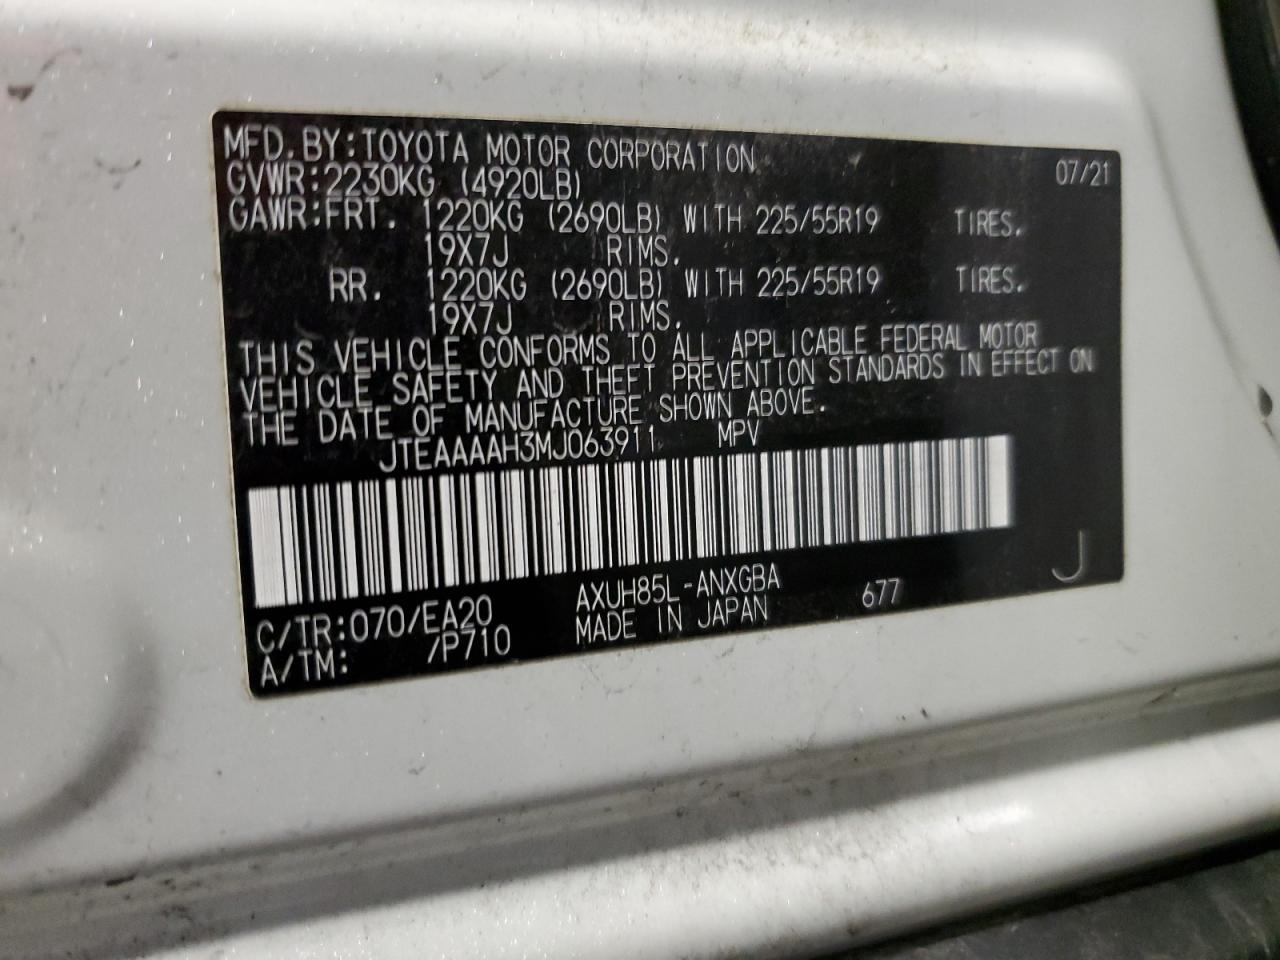 MFD. BY: TOYOTA MOTOR CORPORATION 07/21
GVWR: 2230KG (4920LB)
GAWR: FRT. 1220KG (2690LB) WITH 225/55R19 TIRES.
19X7J RIMS.
RR. 1220KG (2690LB) WITH 225/55R19 TIRES.
19X7J RIMS.
THIS VEHICLE CONFORMS TO ALL APPLICABLE FEDERAL MOTOR
VEHICLE SAFETY AND THEFT PREVENTION STANDARDS IN EFFECT ON
THE DATE OF MANUFACTURE SHOWN ABOVE.
JTEAAAAH3MJ063911 MPV
C/TR: 070/EA20 AXUH85L-ANXGBA 677 J
A/TM: /P710 MADE IN JAPAN